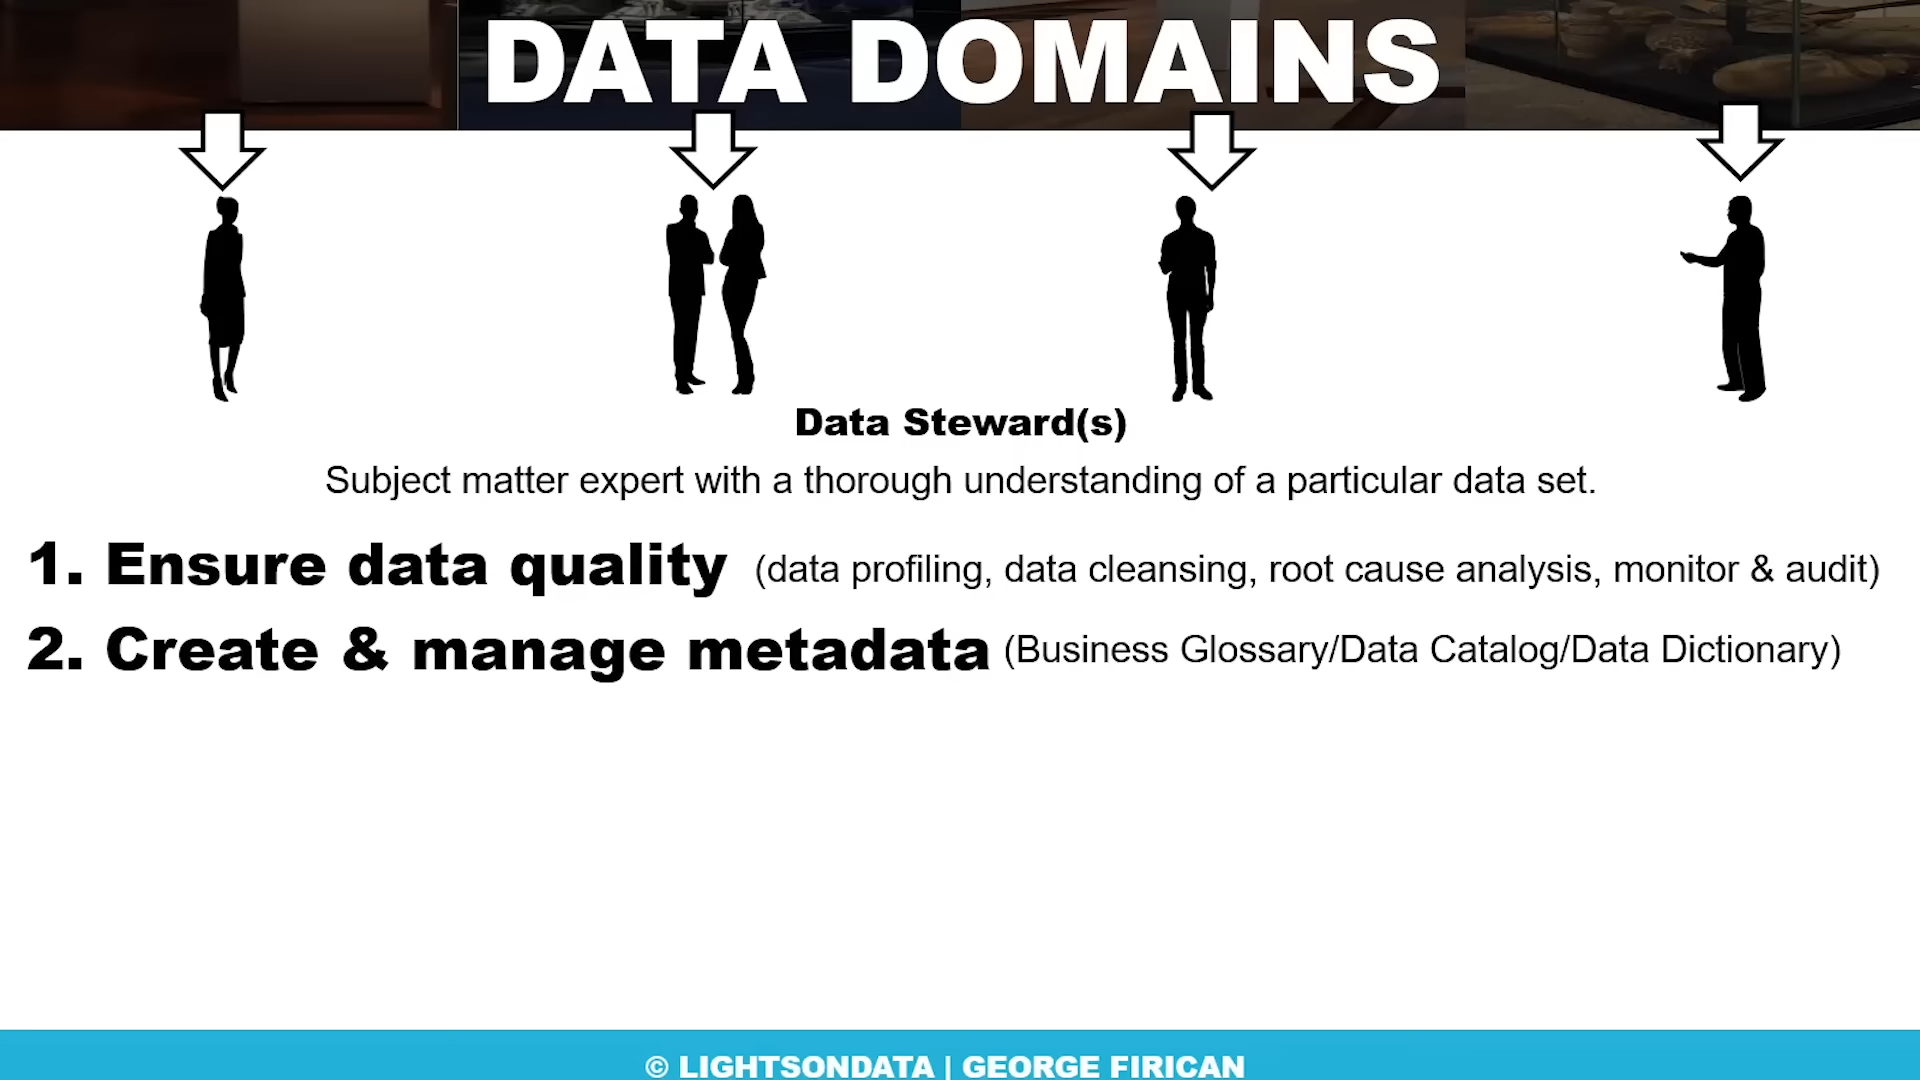 DATA DOMAINS
Data Steward(s)
Subject matter expert with a thorough understanding of a particular data set.
1. Ensure data quality (data profiling, data cleansing, root cause analysis, monitor & audit)
2. Create & manage metadata (Business Glossary/Data Catalog/Data Dictionary)
© LIGHTSONDATA | GEORGE FIRICAN